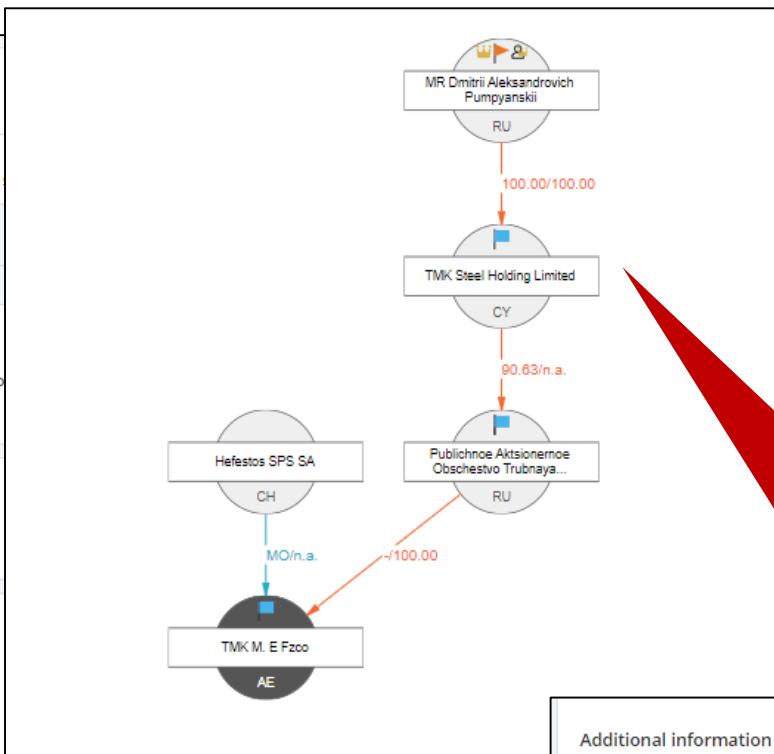 MR Dmitrii Aleksandrovich
Pumpyanskii
RU
100.00/100.00
TMK Steel Holding Limited
CY
90.63/n.a.
Hefestos SPS SA
CH
Publichnoe Aktsionernoe
Obschestvo Trubnaya...
RU
MO/n.a.
-/100.00
TMK M. E Fzco
AE
Additional information